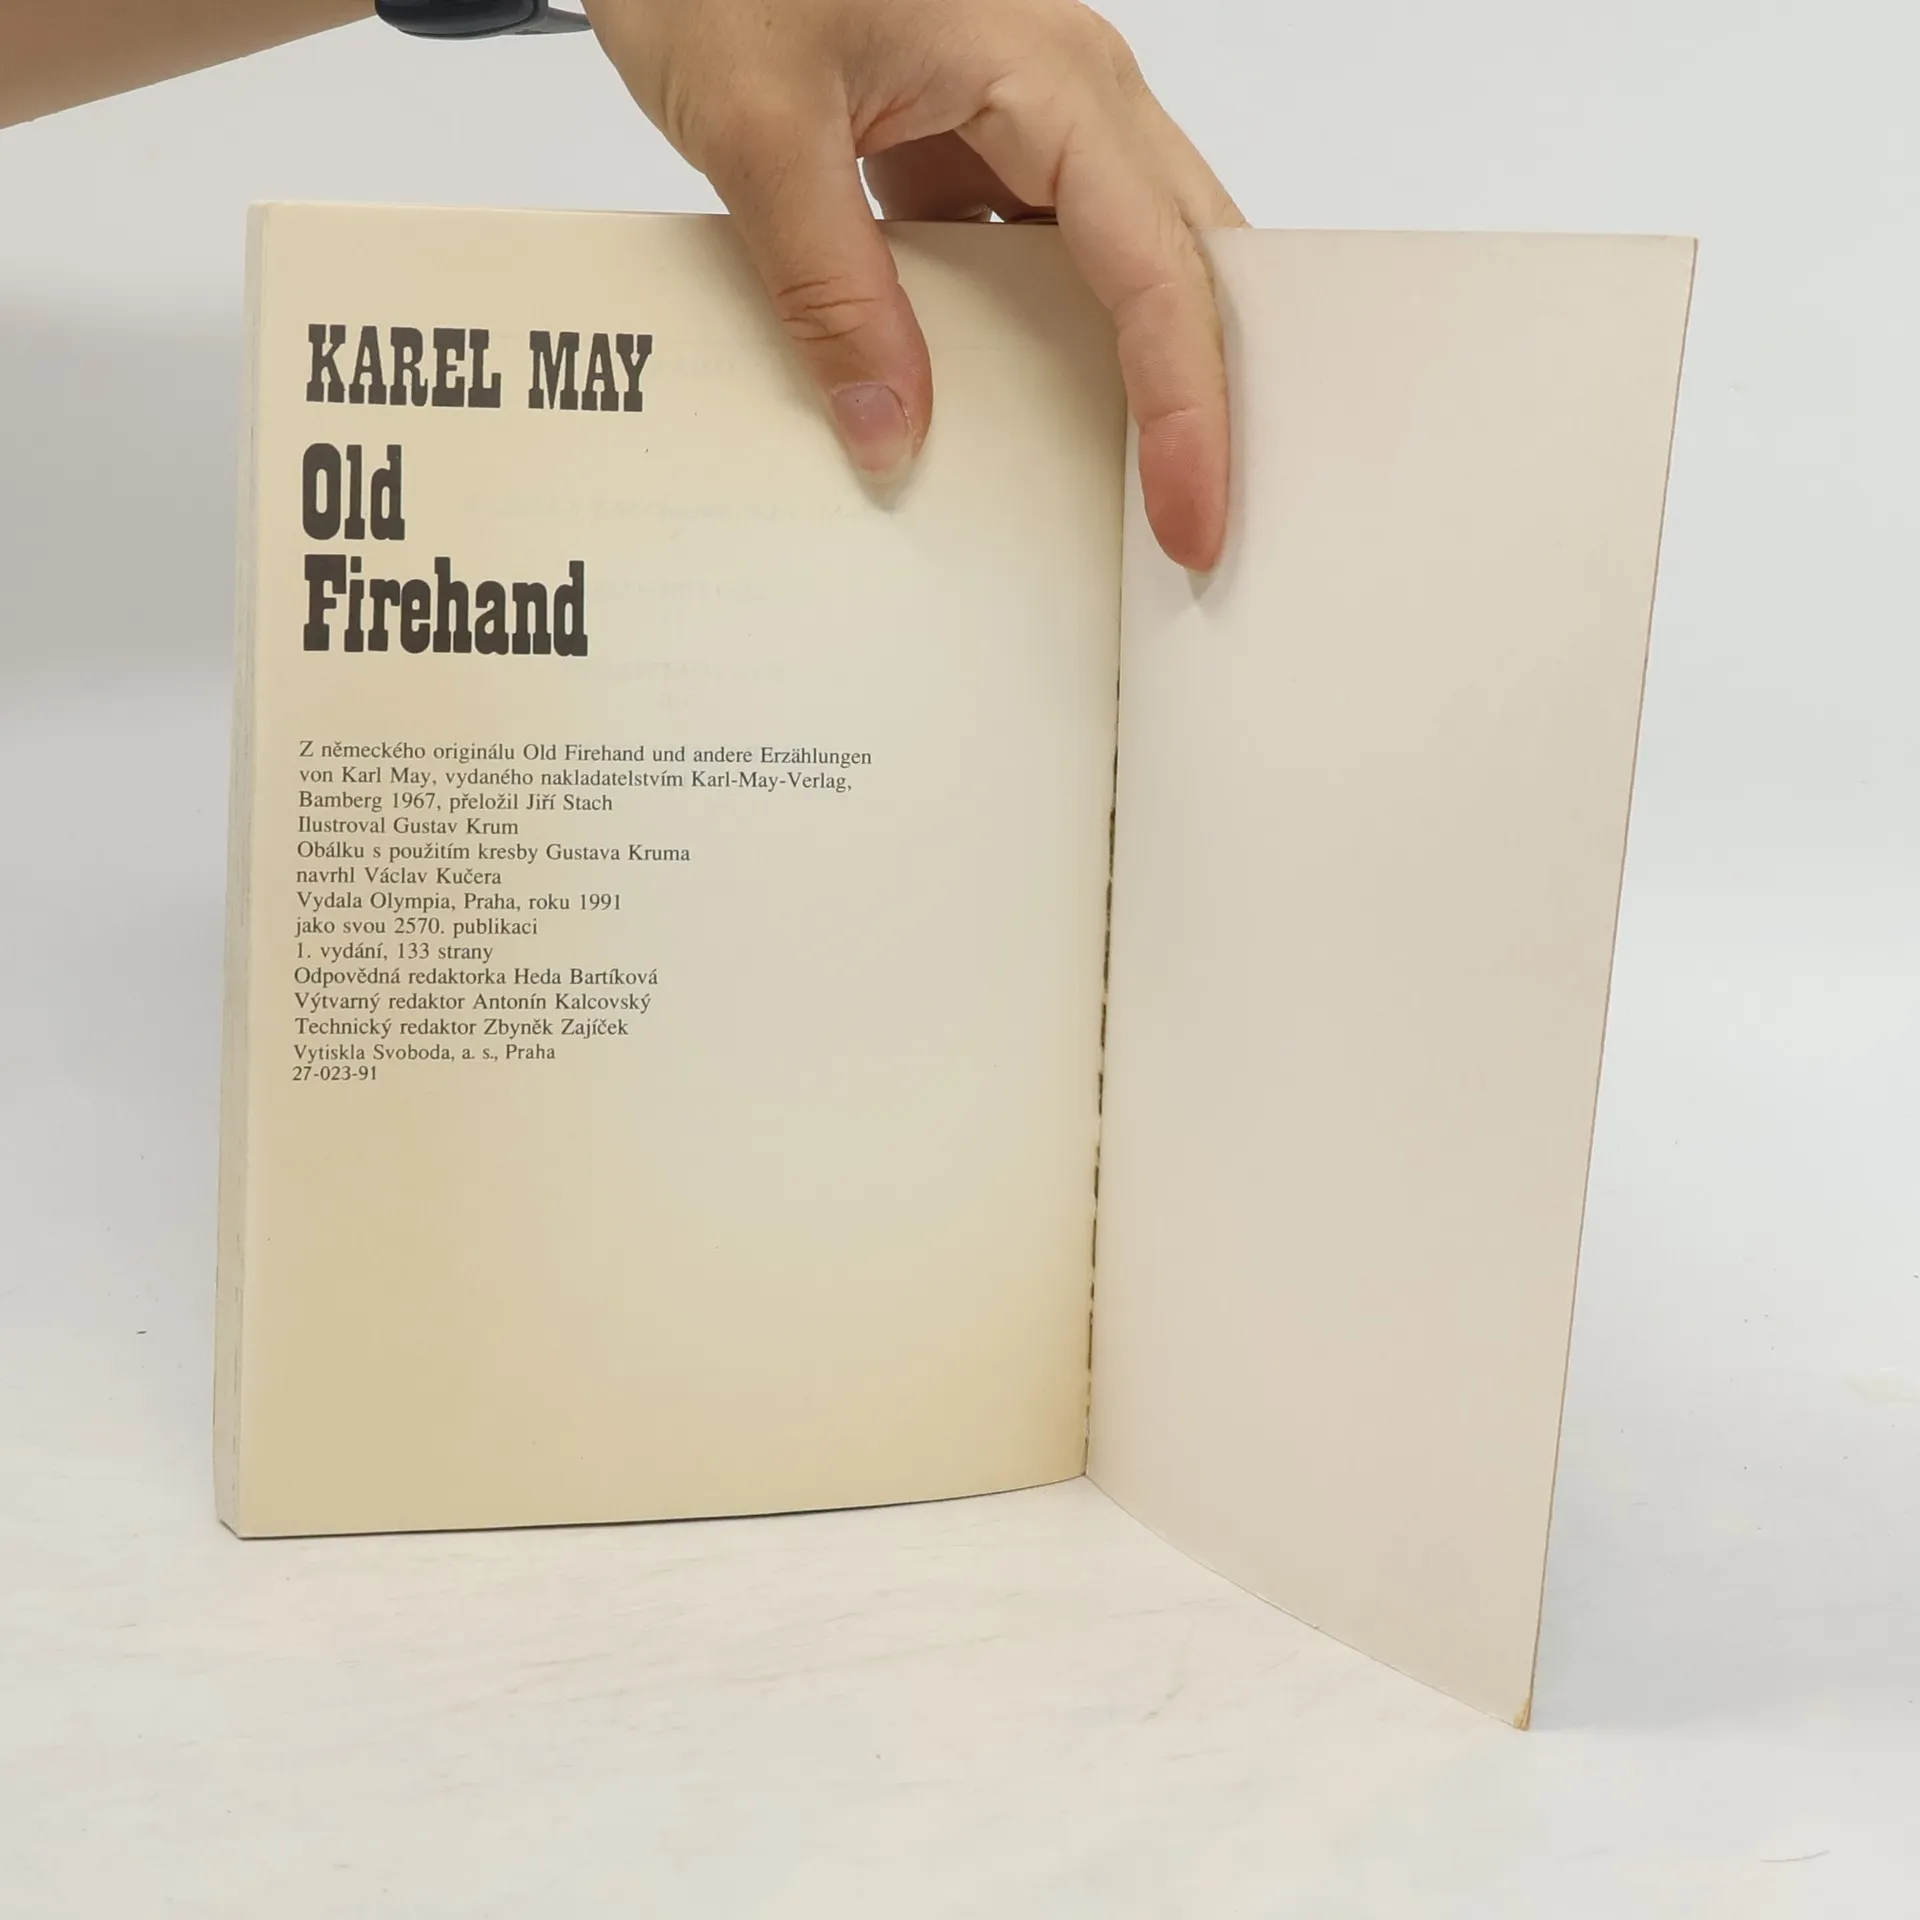 KAREL MAY
Old
Firehand
Z německého originálu Old Firehand und andere Erzählungen
von Karl May, vydaného nakladatelstvím Karl-May-Verlag,
Bamberg 1967, přeložil Jiří Stach
Ilustroval Gustav Krum
Obálku s použitím kresby Gustava Kruma
navrhl Václav Kučera
Vydala Olympia, Praha, roku 1991
jako svou 2570. publikaci
1. vydání, 133 strany
Odpovědná redaktorka Heda Bartíková
Výtvarný redaktor Antonín Kalcovský
Technický redaktor Zbyněk Zajíček
Vytiskla Svoboda, a. s., Praha
27-023-91